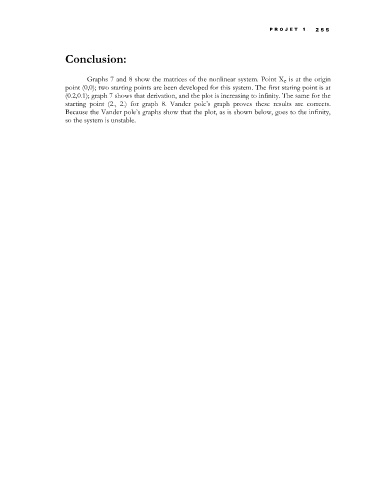 PROJET 1 255
Conclusion:
Graphs 7 and 8 show the matrices of the nonlinear system. Point Xe is at the origin
point (0,0); two starting points are been developed for this system. The first staring point is at
(0.2,0.1); graph 7 shows that derivation, and the plot is increasing to infinity. The same for the
starting point (2., 2.) for graph 8. Vander pole's graph proves these results are corrects.
Because the Vander pole's graphs show that the plot, as is shown below, goes to the infinity,
so the system is unstable.